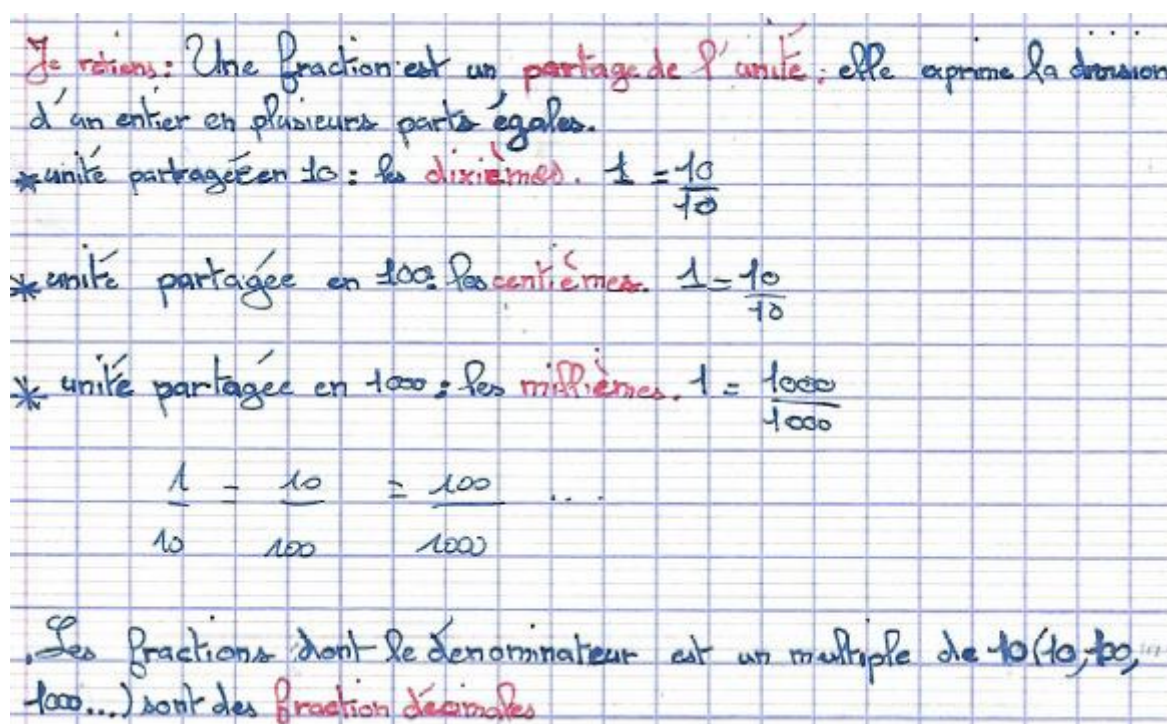 Je retiens: Une fraction est un partage de l'unité; elle exprime la division
d'un entier en plusieurs parts égales.
*unité partragée en 10: les dixièmes. 1 = 10/10
*unité partagée en 100: les centièmes. 1 = 10/10
* unité partagée en 1000: les millièmes. 1 = 1000/1000
1/10 = 10/100 = 100/1000 ...
.Les fractions dont le dénominateur est un multiple de 10 (10, 100,
1000...) sont des fraction décimales